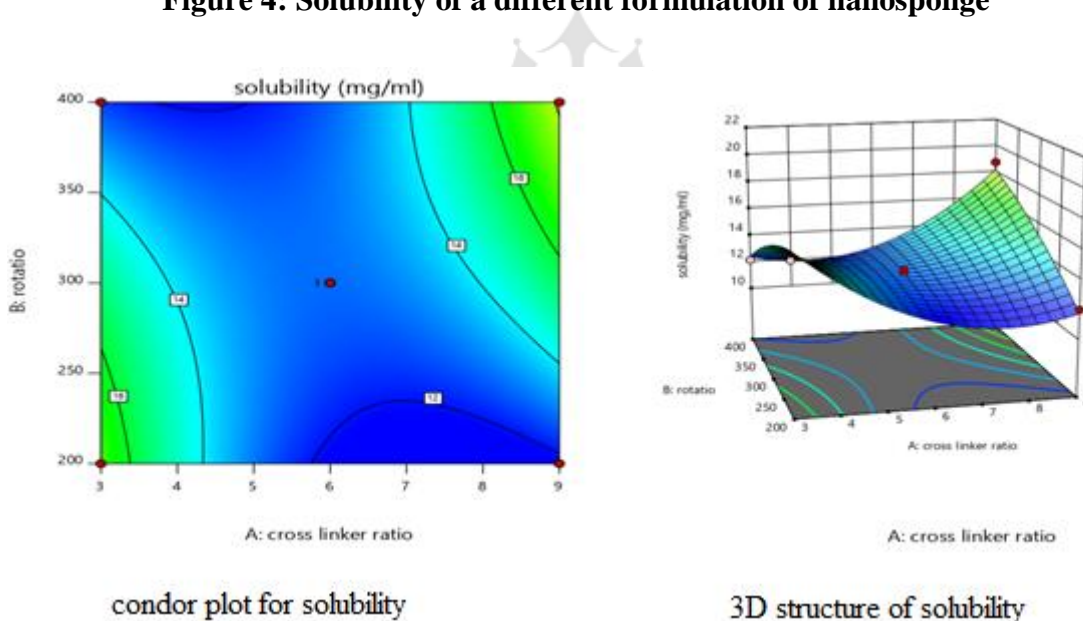 Figure 4: Solubility of a different formulation of nanosponge
solubility (mg/ml)
400
350
300
250
200
B: rotatio
14
14
12
3 4 5 6 7 8 9
A: cross linker ratio
condor plot for solubility
22
20
18
16
14
12
10
solubility (mg/ml)
400
350
300
250
200
B: rotatio
3 4 5 6 7 8
A: cross linker ratio
A: cross linker ratio
3D structure of solubility